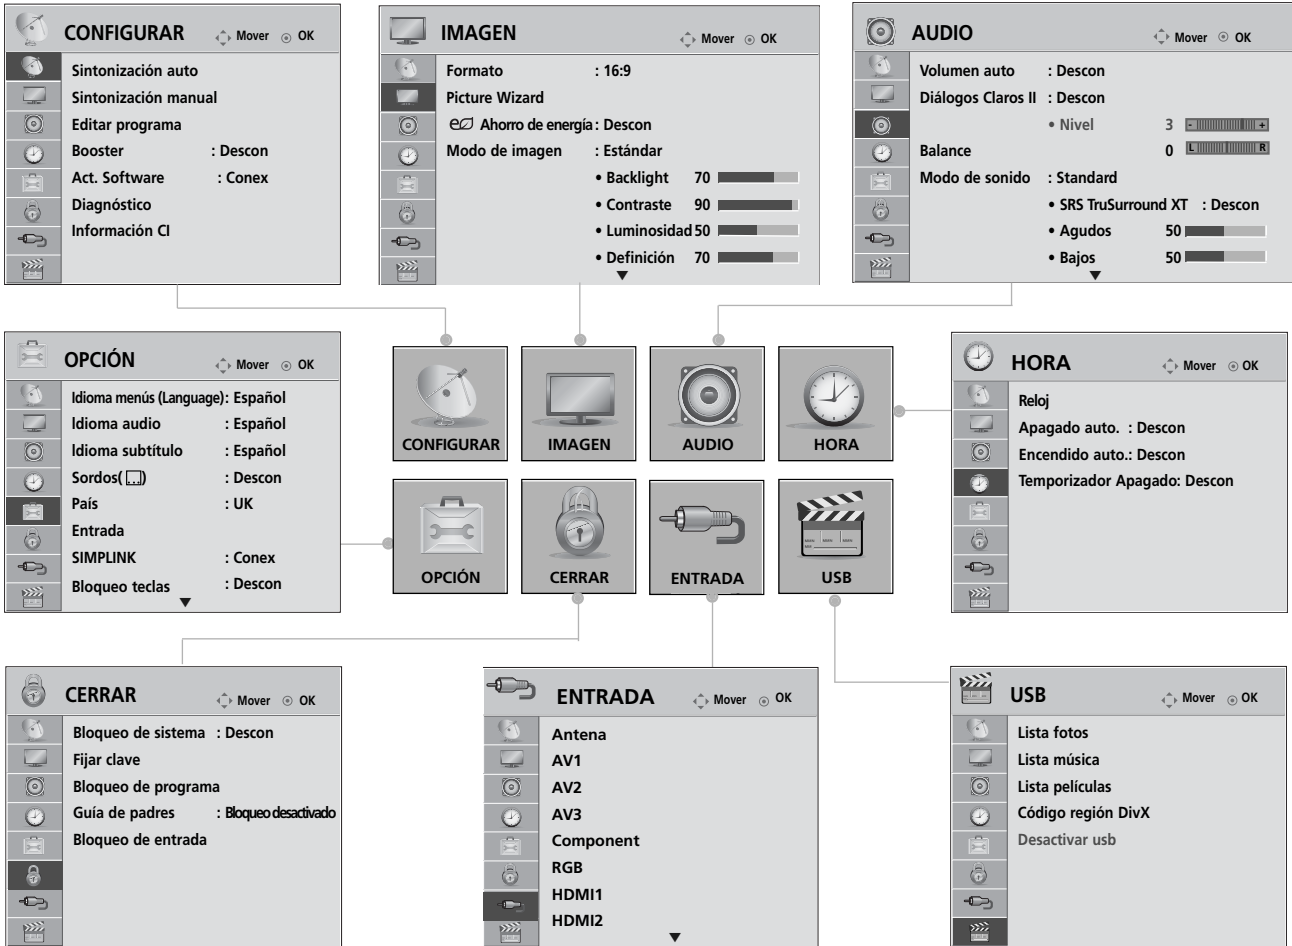 CONFIGURAR Mover OK
Sintonización auto
Sintonización manual
Editar programa
Booster : Descon
Act. Software : Conex
Diagnóstico
Información CI
IMAGEN Mover OK
Formato : 16:9
Picture Wizard
Ahorro de energía : Descon
Modo de imagen : Estándar
• Backlight 70
• Contraste 90
• Luminosidad 50
• Definición 70
AUDIO Mover OK
Volumen auto : Descon
Diálogos Claros II : Descon
• Nivel 3 - +
Balance 0 L R
Modo de sonido : Standard
• SRS TruSurround XT : Descon
• Agudos 50
• Bajos 50
OPCIÓN Mover OK
Idioma menús (Language) : Español
Idioma audio : Español
Idioma subtítulo : Español
Sordos( ) : Descon
País : UK
Entrada
SIMPLINK : Conex
Bloqueo teclas : Descon
CONFIGURAR
IMAGEN
AUDIO
HORA
OPCIÓN
CERRAR
ENTRADA
USB
HORA Mover OK
Reloj
Apagado auto. : Descon
Encendido auto.: Descon
Temporizador Apagado: Descon
CERRAR Mover OK
Bloqueo de sistema : Descon
Fijar clave
Bloqueo de programa
Guía de padres : Bloqueo desactivado
Bloqueo de entrada
ENTRADA Mover OK
Antena
AV1
AV2
AV3
Component
RGB
HDMI1
HDMI2
USB Mover OK
Lista fotos
Lista música
Lista películas
Código región DivX
Desactivar usb